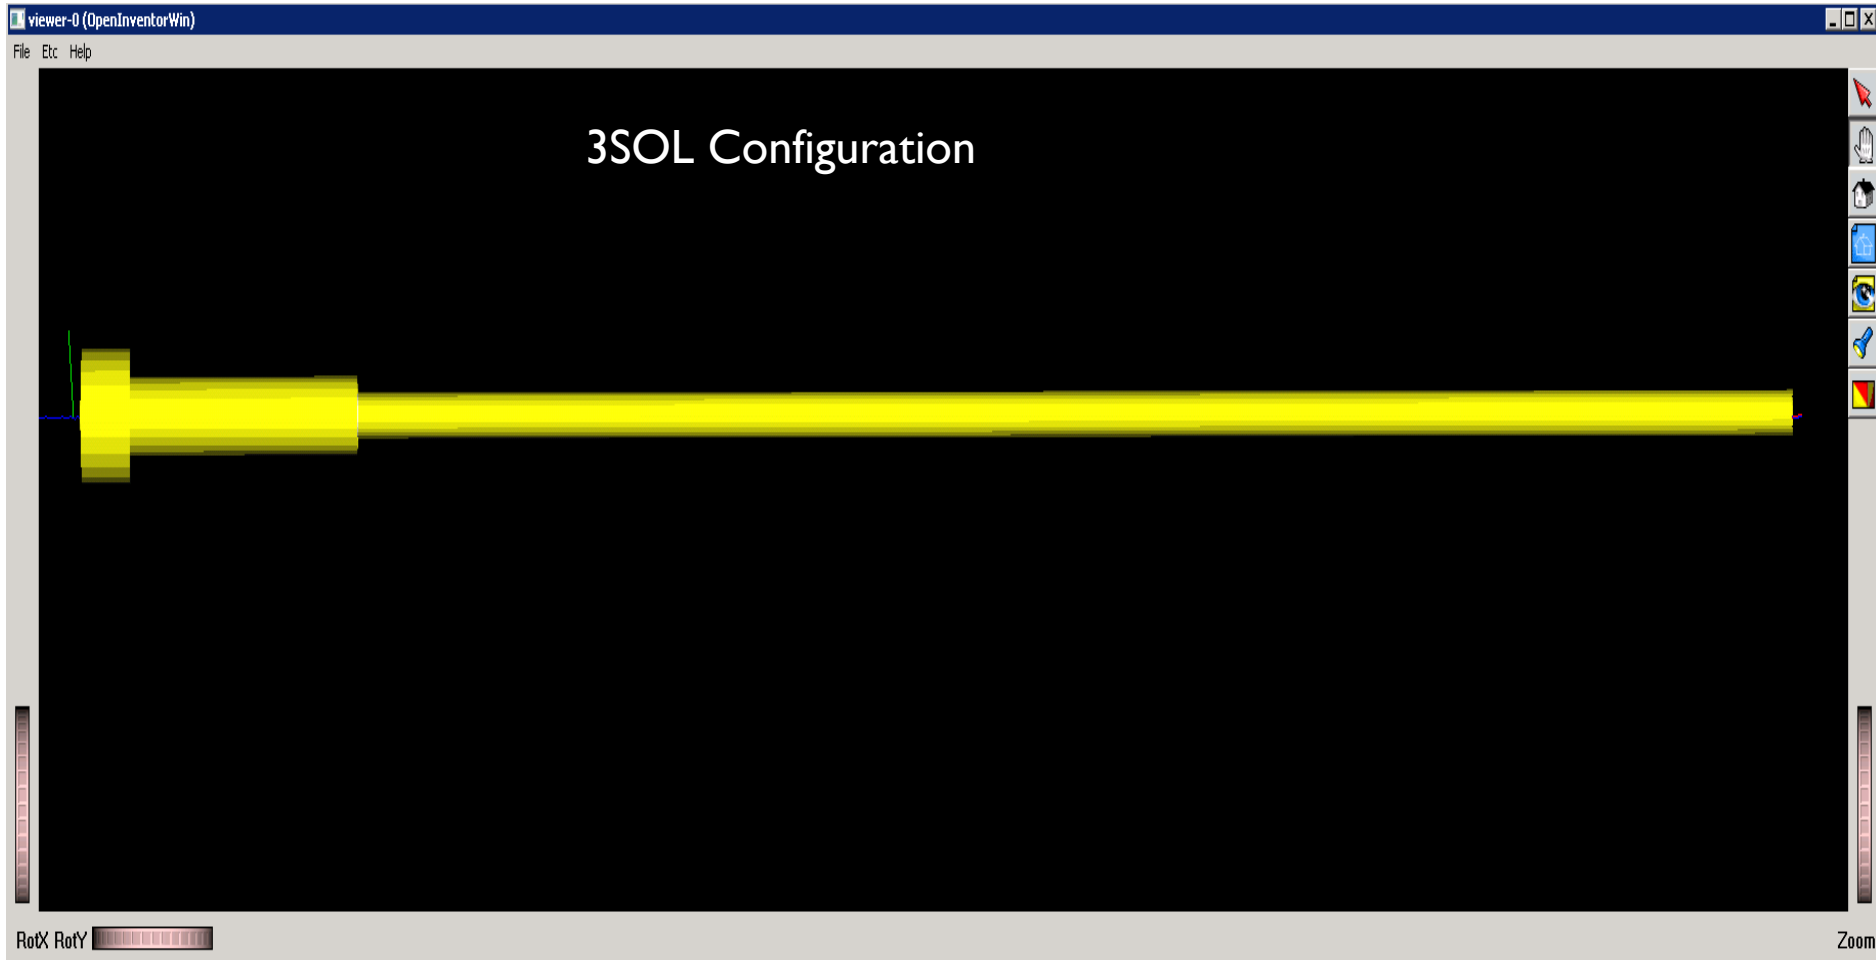 viewer-0 (OpenInventorWin)
File Etc Help
3SOL Configuration
RotX RotY
Zoom